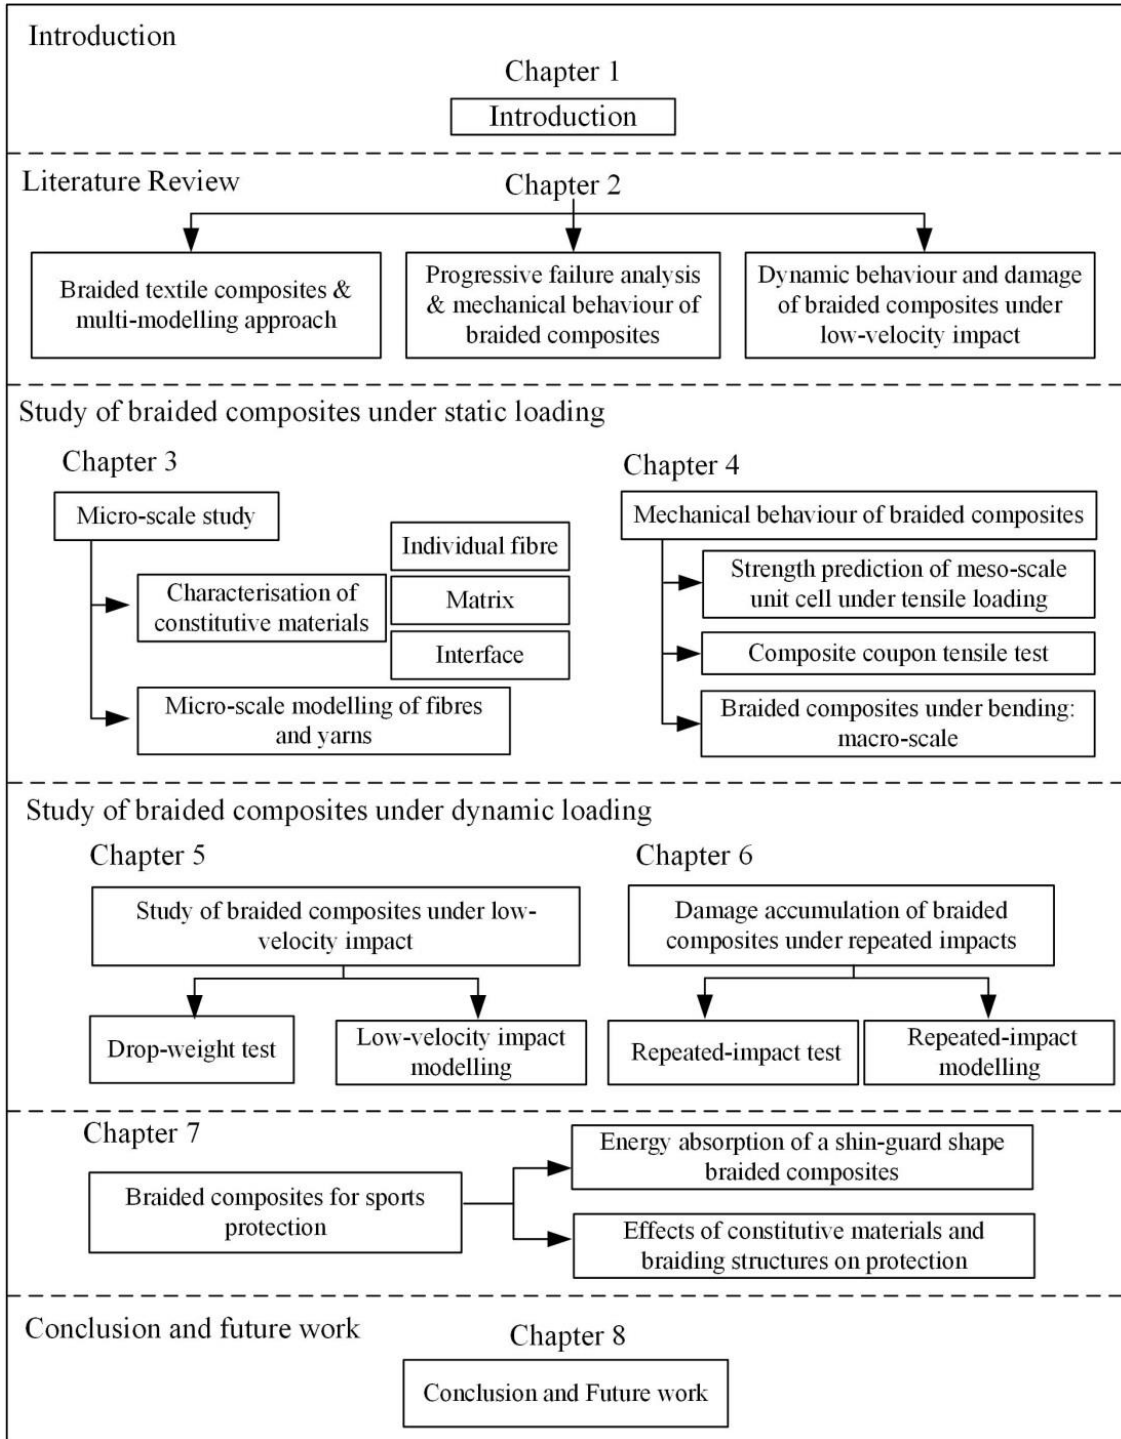 Introduction
Chapter 1
Introduction
Literature Review
Chapter 2
Braided textile composites &
multi-modelling approach
Progressive failure analysis
& mechanical behaviour of
braided composites
Dynamic behaviour and damage
of braided composites under
low-velocity impact
Study of braided composites under static loading
Chapter 3
Micro-scale study
Characterisation of
constitutive materials
Individual fibre
Matrix
Interface
Micro-scale modelling of fibres
and yarns
Chapter 4
Mechanical behaviour of braided composites
Strength prediction of meso-scale
unit cell under tensile loading
Composite coupon tensile test
Braided composites under bending:
macro-scale
Study of braided composites under dynamic loading
Chapter 5
Study of braided composites under low-
velocity impact
Drop-weight test
Low-velocity impact
modelling
Chapter 6
Damage accumulation of braided
composites under repeated impacts
Repeated-impact test
Repeated-impact
modelling
Chapter 7
Braided composites for sports
protection
Energy absorption of a shin-guard shape
braided composites
Effects of constitutive materials and
braiding structures on protection
Conclusion and future work
Chapter 8
Conclusion and Future work